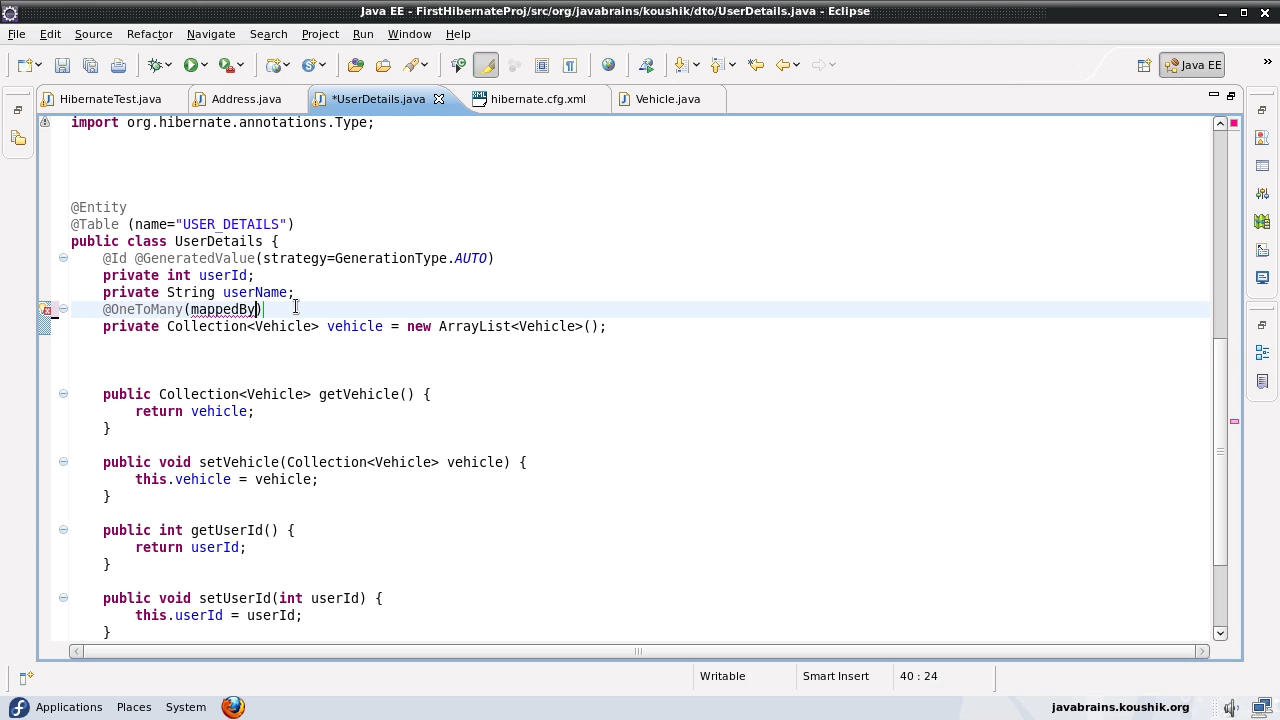 Java EE - FirstHibernateProj/src/org/javabrains/koushik/dto/UserDetails.java - Eclipse
File Edit Source Refactor Navigate Search Project Run Window Help
Java EE »
HibernateTest.java Address.java *UserDetails.java hibernate.cfg.xml Vehicle.java
import org.hibernate.annotations.Type;
@Entity
@Table (name="USER_DETAILS")
public class UserDetails {
@Id @GeneratedValue(strategy=GenerationType.AUTO)
private int userId;
private String userName;
@OneToMany(mappedBy)
private Collection<Vehicle> vehicle = new ArrayList<Vehicle>();
public Collection<Vehicle> getVehicle() {
return vehicle;
}
public void setVehicle(Collection<Vehicle> vehicle) {
this.vehicle = vehicle;
}
public int getUserId() {
return userId;
}
public void setUserId(int userId) {
this.userId = userId;
}
Writable Smart Insert 40 : 24
Applications Places System javabrains.koushik.org